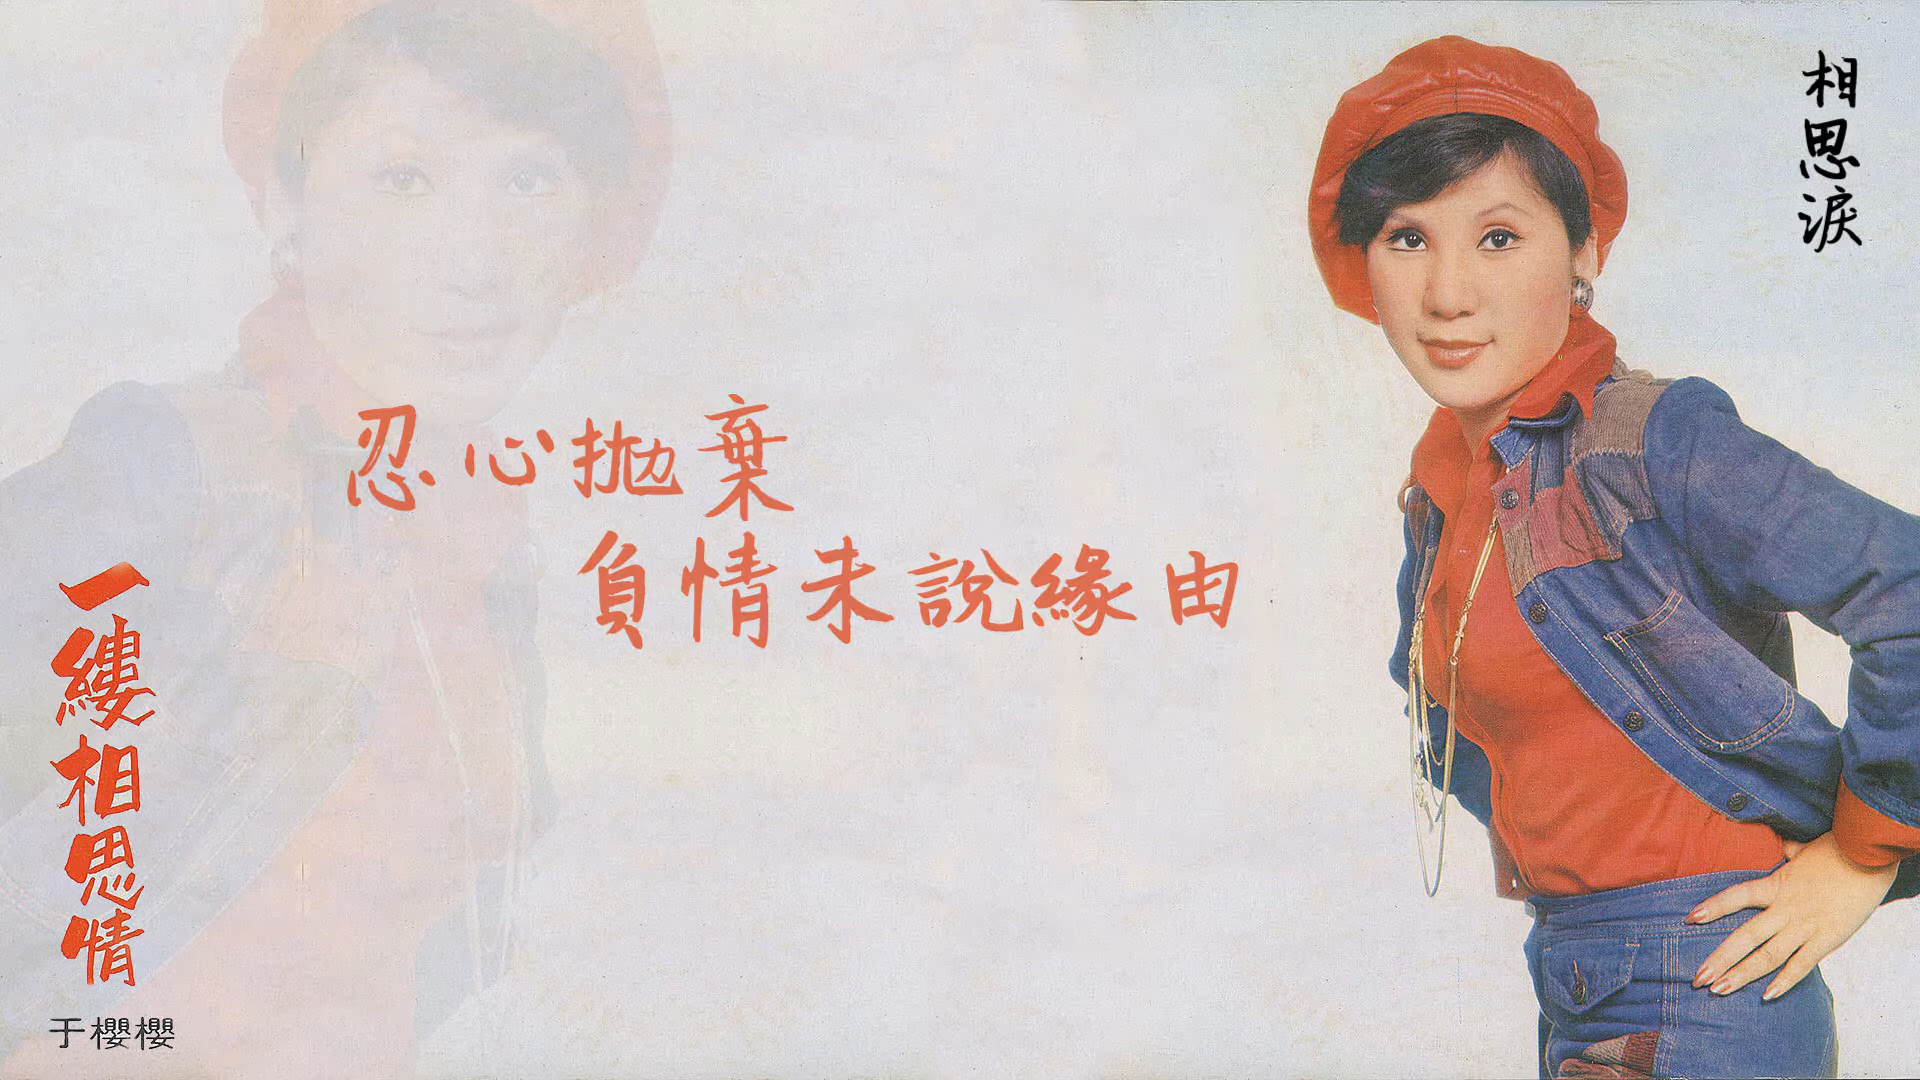 相思淚
忍心拋棄
負情未說緣由
一縷相思情
于櫻櫻